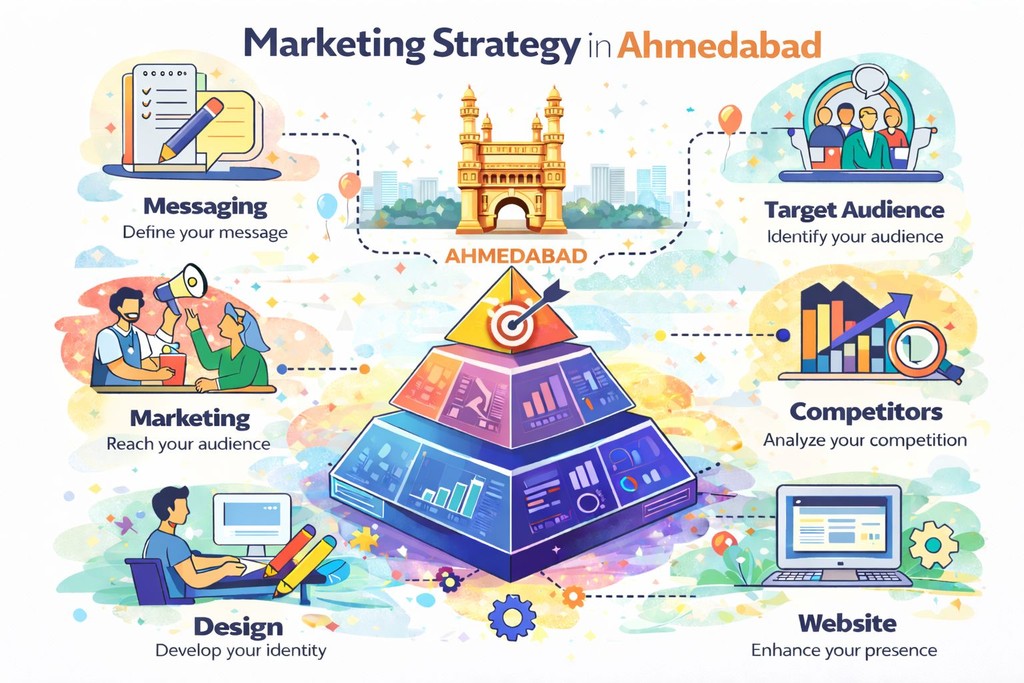 Marketing Strategy in Ahmedabad
Messaging
Define your message
AHMEDABAD
Target Audience
Identify your audience
Marketing
Reach your audience
Competitors
Analyze your competition
Design
Develop your identity
Website
Enhance your presence